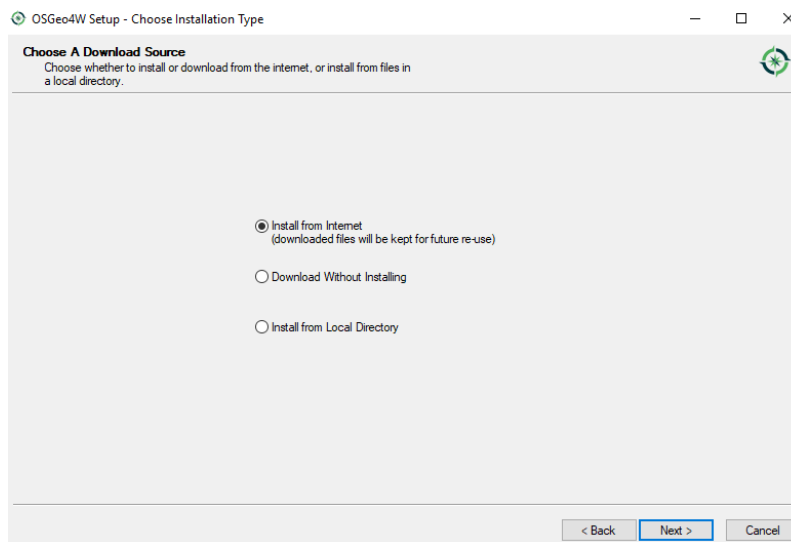 OSGeo4W Setup - Choose Installation Type
Choose A Download Source
Choose whether to install or download from the internet, or install from files in
a local directory.
Install from Internet
(downloaded files will be kept for future re-use)
Download Without Installing
Install from Local Directory
< Back
Next >
Cancel